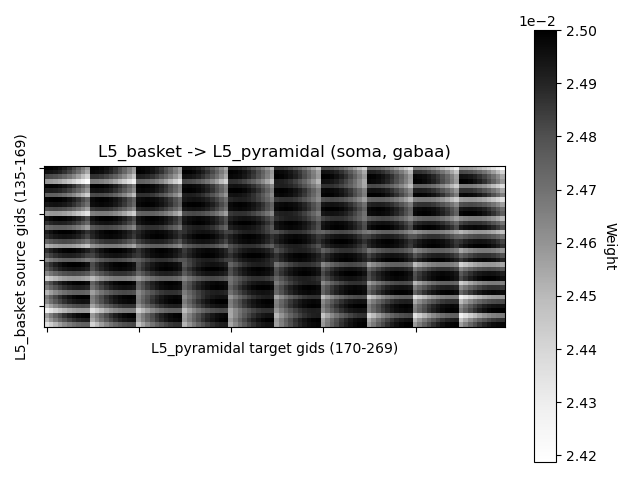 1e−2
2.50
2.49
2.48
2.47
2.46
2.45
2.44
2.43
2.42
Weight
L5_basket -> L5_pyramidal (soma, gabaa)
L5_basket source gids (135-169)
L5_pyramidal target gids (170-269)